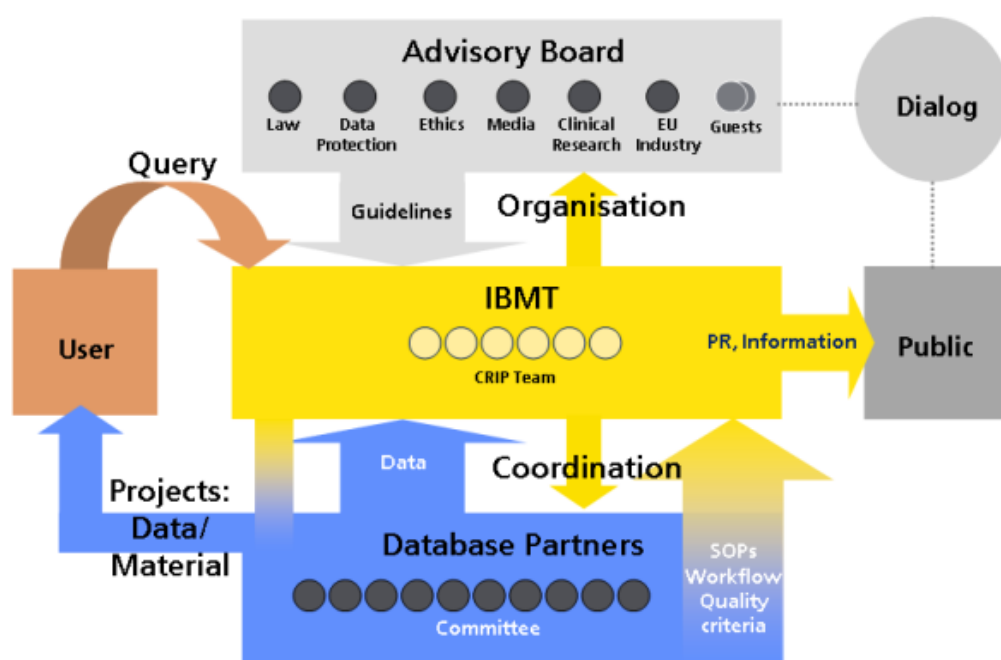 Advisory Board
Law
Data
Protection
Ethics
Media
Clinical
Research
EU
Industry
Guests
Dialog
Query
Guidelines
Organisation
User
IBMT
CRIP Team
PR, Information
Public
Data
Coordination
Projects:
Data/
Material
Database Partners
Committee
SOPs
Workflow
Quality
criteria